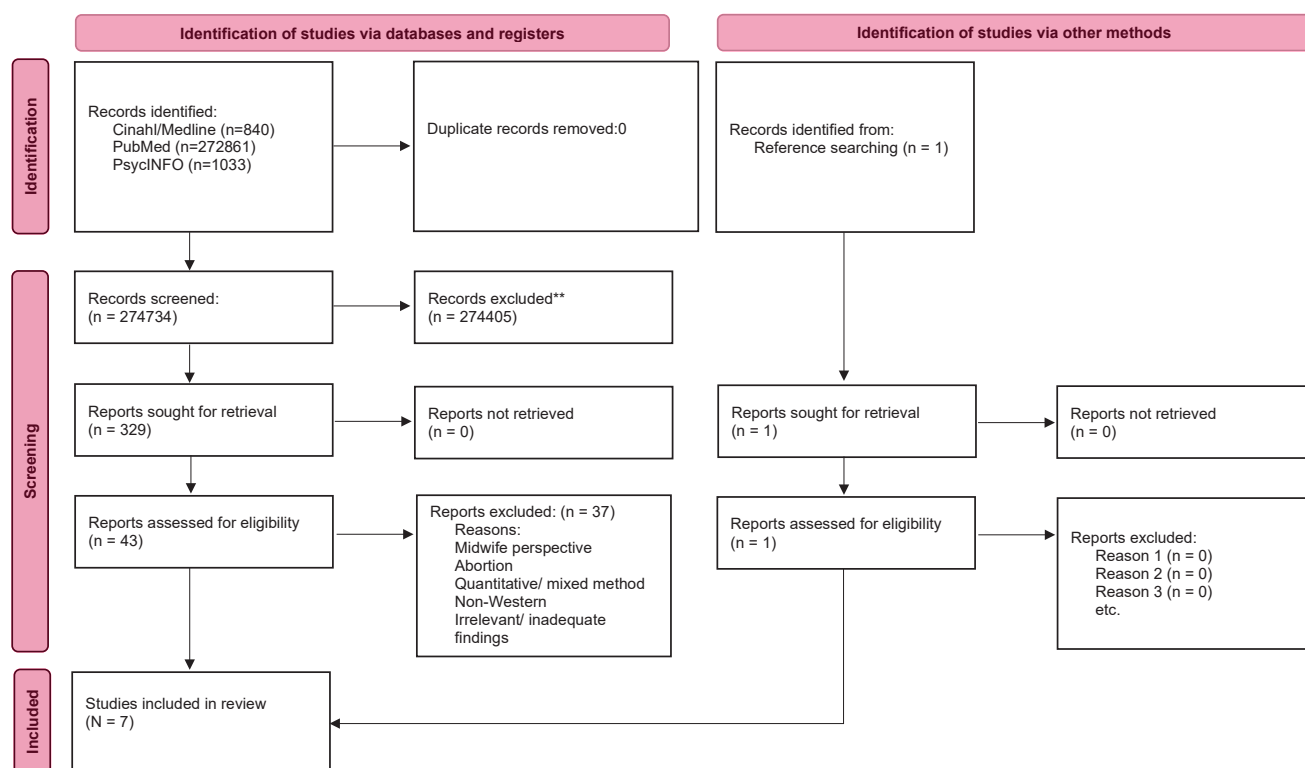 Identification of studies via databases and registers
Identification of studies via other methods
Identification
Records identified:
Cinahl/Medline (n=840)
PubMed (n=272861)
PsycINFO (n=1033)
Duplicate records removed:0
Records identified from:
Reference searching (n = 1)
Screening
Records screened:
(n = 274734)
Records excluded**
(n = 274405)
Reports sought for retrieval
(n = 329)
Reports not retrieved
(n = 0)
Reports sought for retrieval
(n = 1)
Reports not retrieved
(n = 0)
Reports assessed for eligibility
(n = 43)
Reports excluded: (n = 37)
Reasons:
Midwife perspective
Abortion
Quantitative/ mixed method
Non-Western
Irrelevant/ inadequate
findings
Reports assessed for eligibility
(n = 1)
Reports excluded:
Reason 1 (n = 0)
Reason 2 (n = 0)
Reason 3 (n = 0)
etc.
Included
Studies included in review
(N = 7)